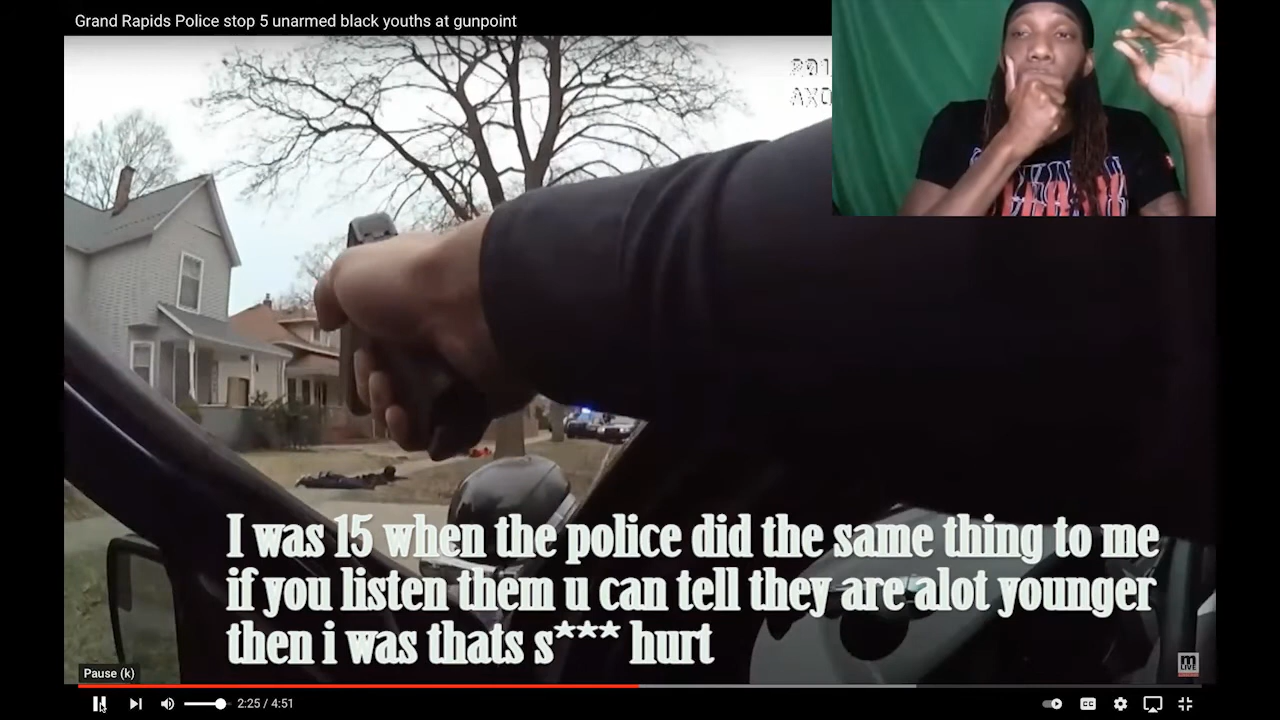 Grand Rapids Police stop 5 unarmed black youths at gunpoint
I was 15 when the police did the same thing to me
if you listen them u can tell they are alot younger
then i was thats s*** hurt
Pause (k)
m
LIVE
2:25 / 4:51
CC